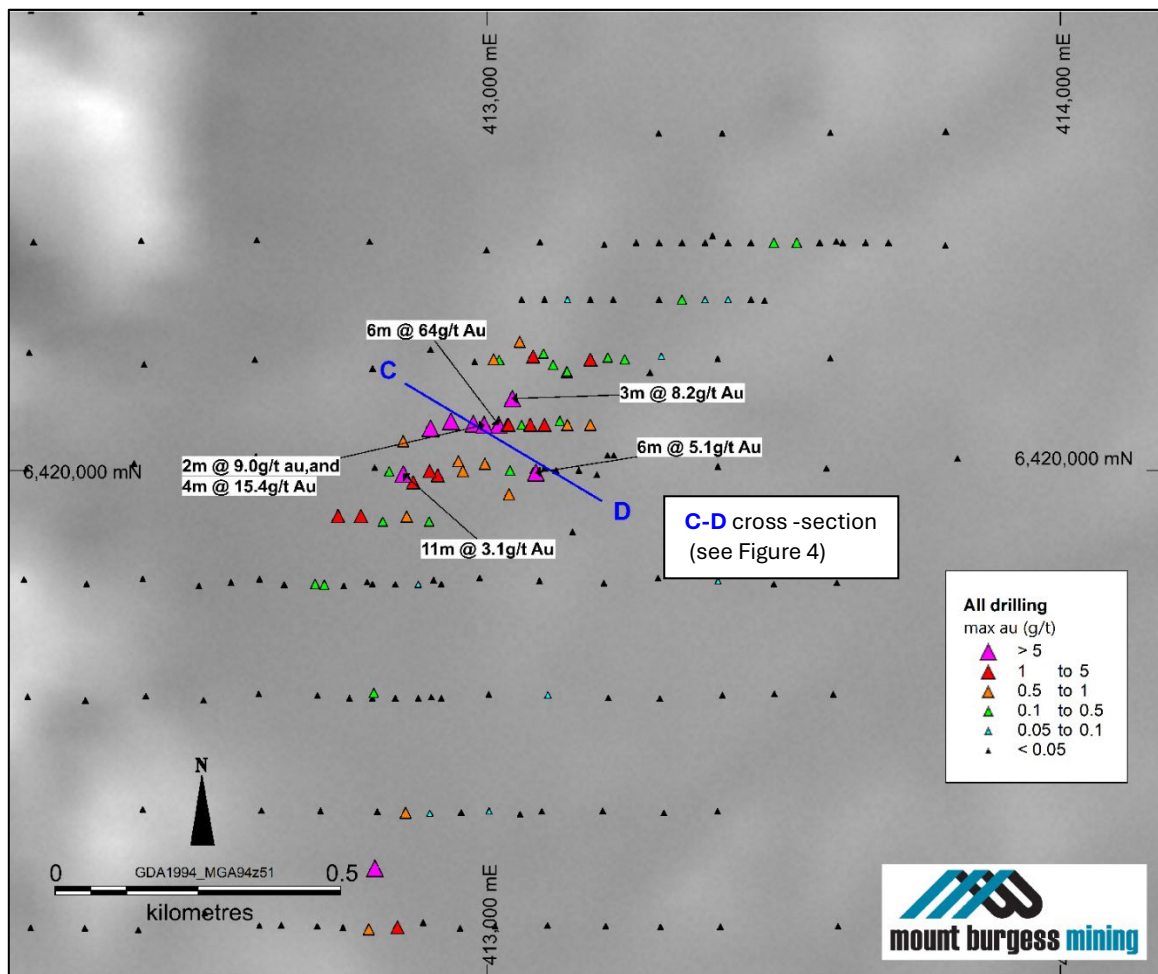 413,000 mE
414,000 mE
6m @ 64g/t Au
C
3m @ 8.2g/t Au
2m @ 9.0g/t au,and
4m @ 15.4g/t Au
6m @ 5.1g/t Au
6,420,000 mN
6,420,000 mN
D
C-D cross -section
(see Figure 4)
11m @ 3.1g/t Au
All drilling
max au (g/t)
> 5
1 to 5
0.5 to 1
0.1 to 0.5
0.05 to 0.1
< 0.05
N
0 GDA1994_MGA94z51 0.5
kilometres
413,000 mE
mount burgess mining